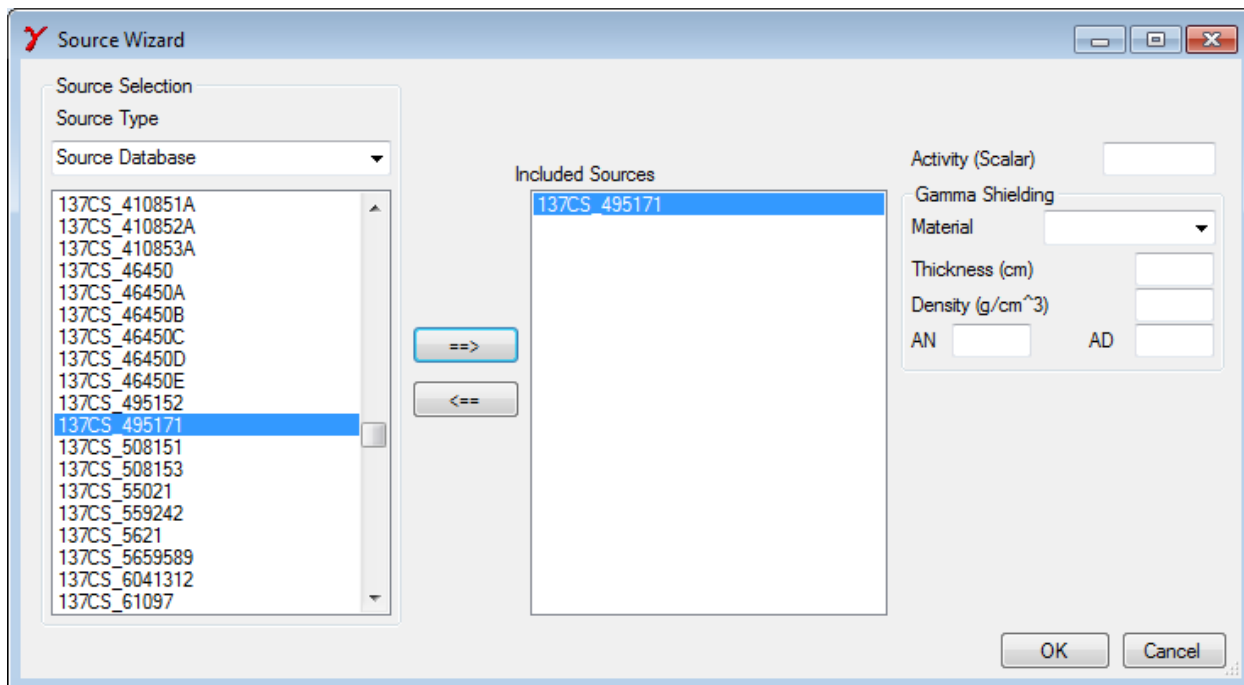 γ Source Wizard
Source Selection
Source Type
Source Database
137CS_410851A
137CS_410852A
137CS_410853A
137CS_46450
137CS_46450A
137CS_46450B
137CS_46450C
137CS_46450D
137CS_46450E
137CS_495152
137CS_495171
137CS_508151
137CS_508153
137CS_55021
137CS_559242
137CS_5621
137CS_5659589
137CS_6041312
137CS_61097
==>
<==
Included Sources
137CS_495171
Activity (Scalar)
Gamma Shielding
Material
Thickness (cm)
Density (g/cm^3)
AN AD
OK Cancel